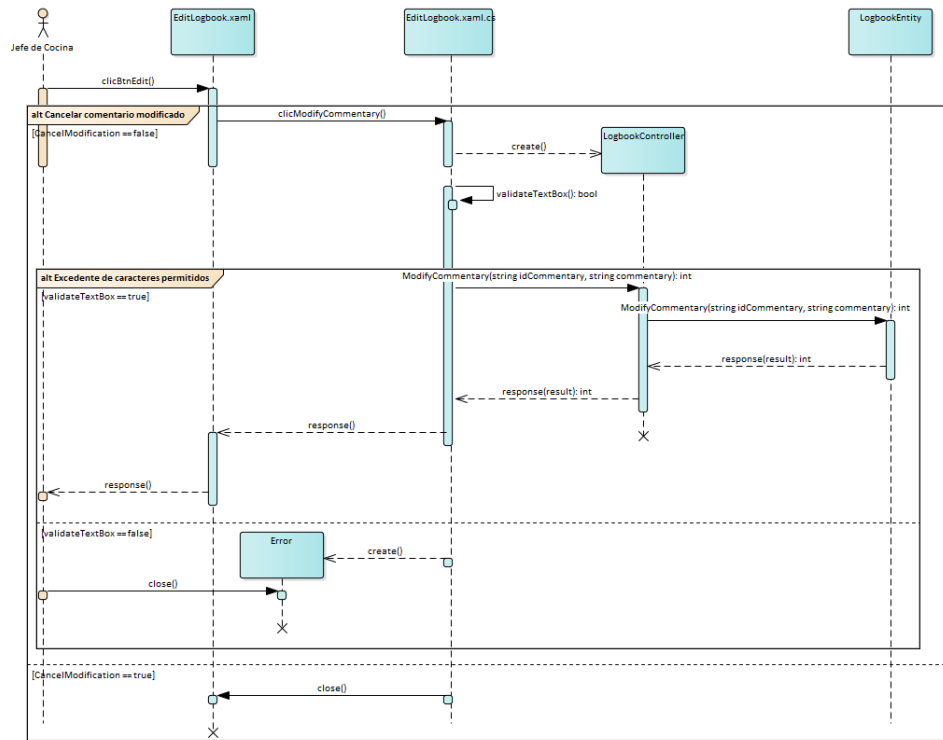 EditLogbook.xaml
EditLogbook.xaml.cs
LogbookEntity
Jefe de Cocina
clicBtnEdit()
alt Cancelar comentario modificado
clicModifyCommentary()
[CancelModification == false]
LogbookController
create()
validateTextBox(): bool
alt Excedente de caracteres permitidos
ModifyCommentary(string idCommentary, string commentary): int
[validateTextBox == true]
ModifyCommentary(string idCommentary, string commentary): int
response(result): int
response(result): int
response()
response()
[validateTextBox == false]
Error
create()
close()
[CancelModification == true]
close()